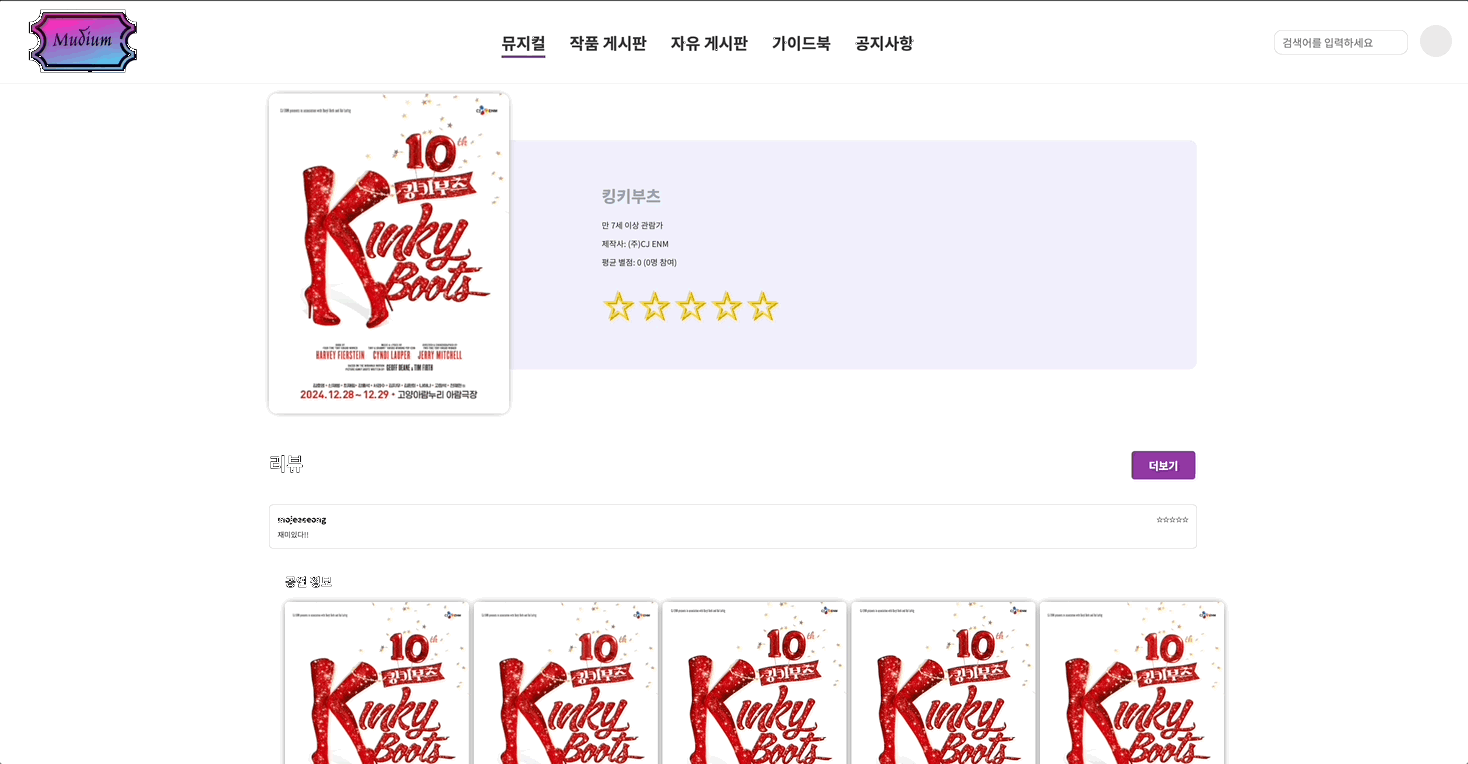 Mudium
뮤지컬 작품 게시판 자유 게시판 가이드북 공지사항
검색어를 입력하세요
CJ ENM
10th
킹키부츠
Kinky
Boots
HARVEY FIERSTEIN CYNDI LAUPER JERRY MITCHELL
GEOFF DEANE & TIM FIRTH
2024.12.28 ~ 12.29 • 고양아람누리 아람극장
킹키부츠
만 7세 이상 관람가
제작사: (주)CJ ENM
평균 별점: 0 (0명 참여)
리뷰
더보기
재미있다!!
공연 정보
10th 10th 10th 10th 10th
킹키부츠 킹키부츠 킹키부츠 킹키부츠 킹키부츠
Kinky Kinky Kinky Kinky Kinky
Boots Boots Boots Boots Boots